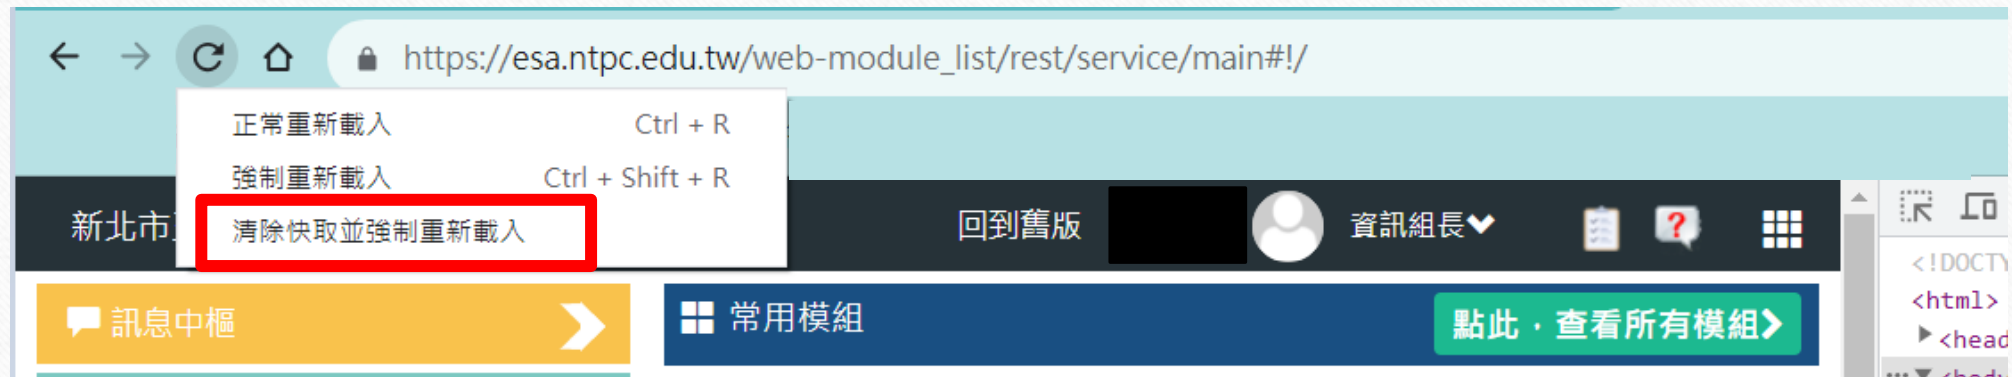 https://esa.ntpc.edu.tw/web-module_list/rest/service/main#!/
正常重新載入 Ctrl + R
強制重新載入 Ctrl + Shift + R
清除快取並強制重新載入
新北市
回到舊版
資訊組長
<!DOCTY
<html>
<head
訊息中樞
常用模組
點此，查看所有模組